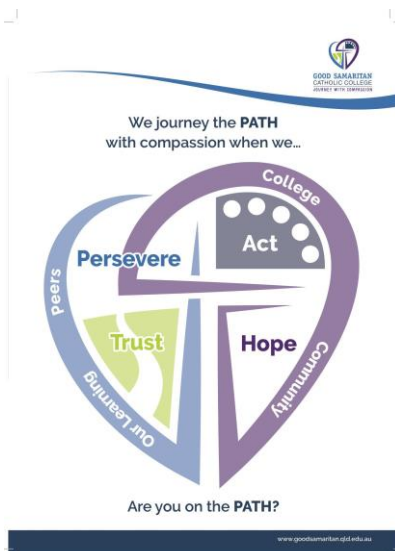 GOOD SAMARITAN
CATHOLIC COLLEGE
JOURNEY WITH COMPASSION
We journey the PATH
with compassion when we...
College
Act
Persevere
Peers
Trust
Hope
Our Learning
Community
Are you on the PATH?
www.goodsamaritan.qld.edu.au